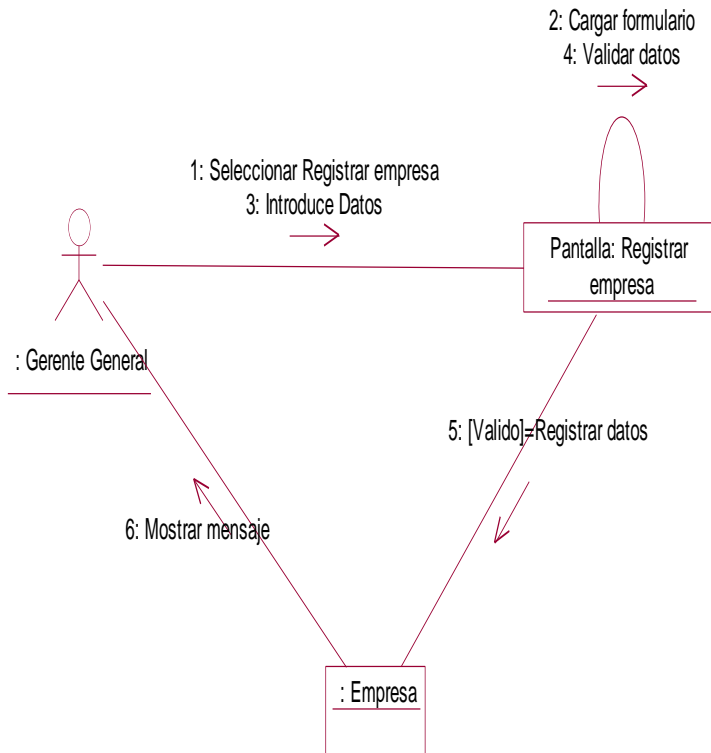 2: Cargar formulario
4: Validar datos
1: Seleccionar Registrar empresa
3: Introduce Datos
Pantalla: Registrar
empresa
: Gerente General
5: [Valido]=Registrar datos
6: Mostrar mensaje
: Empresa